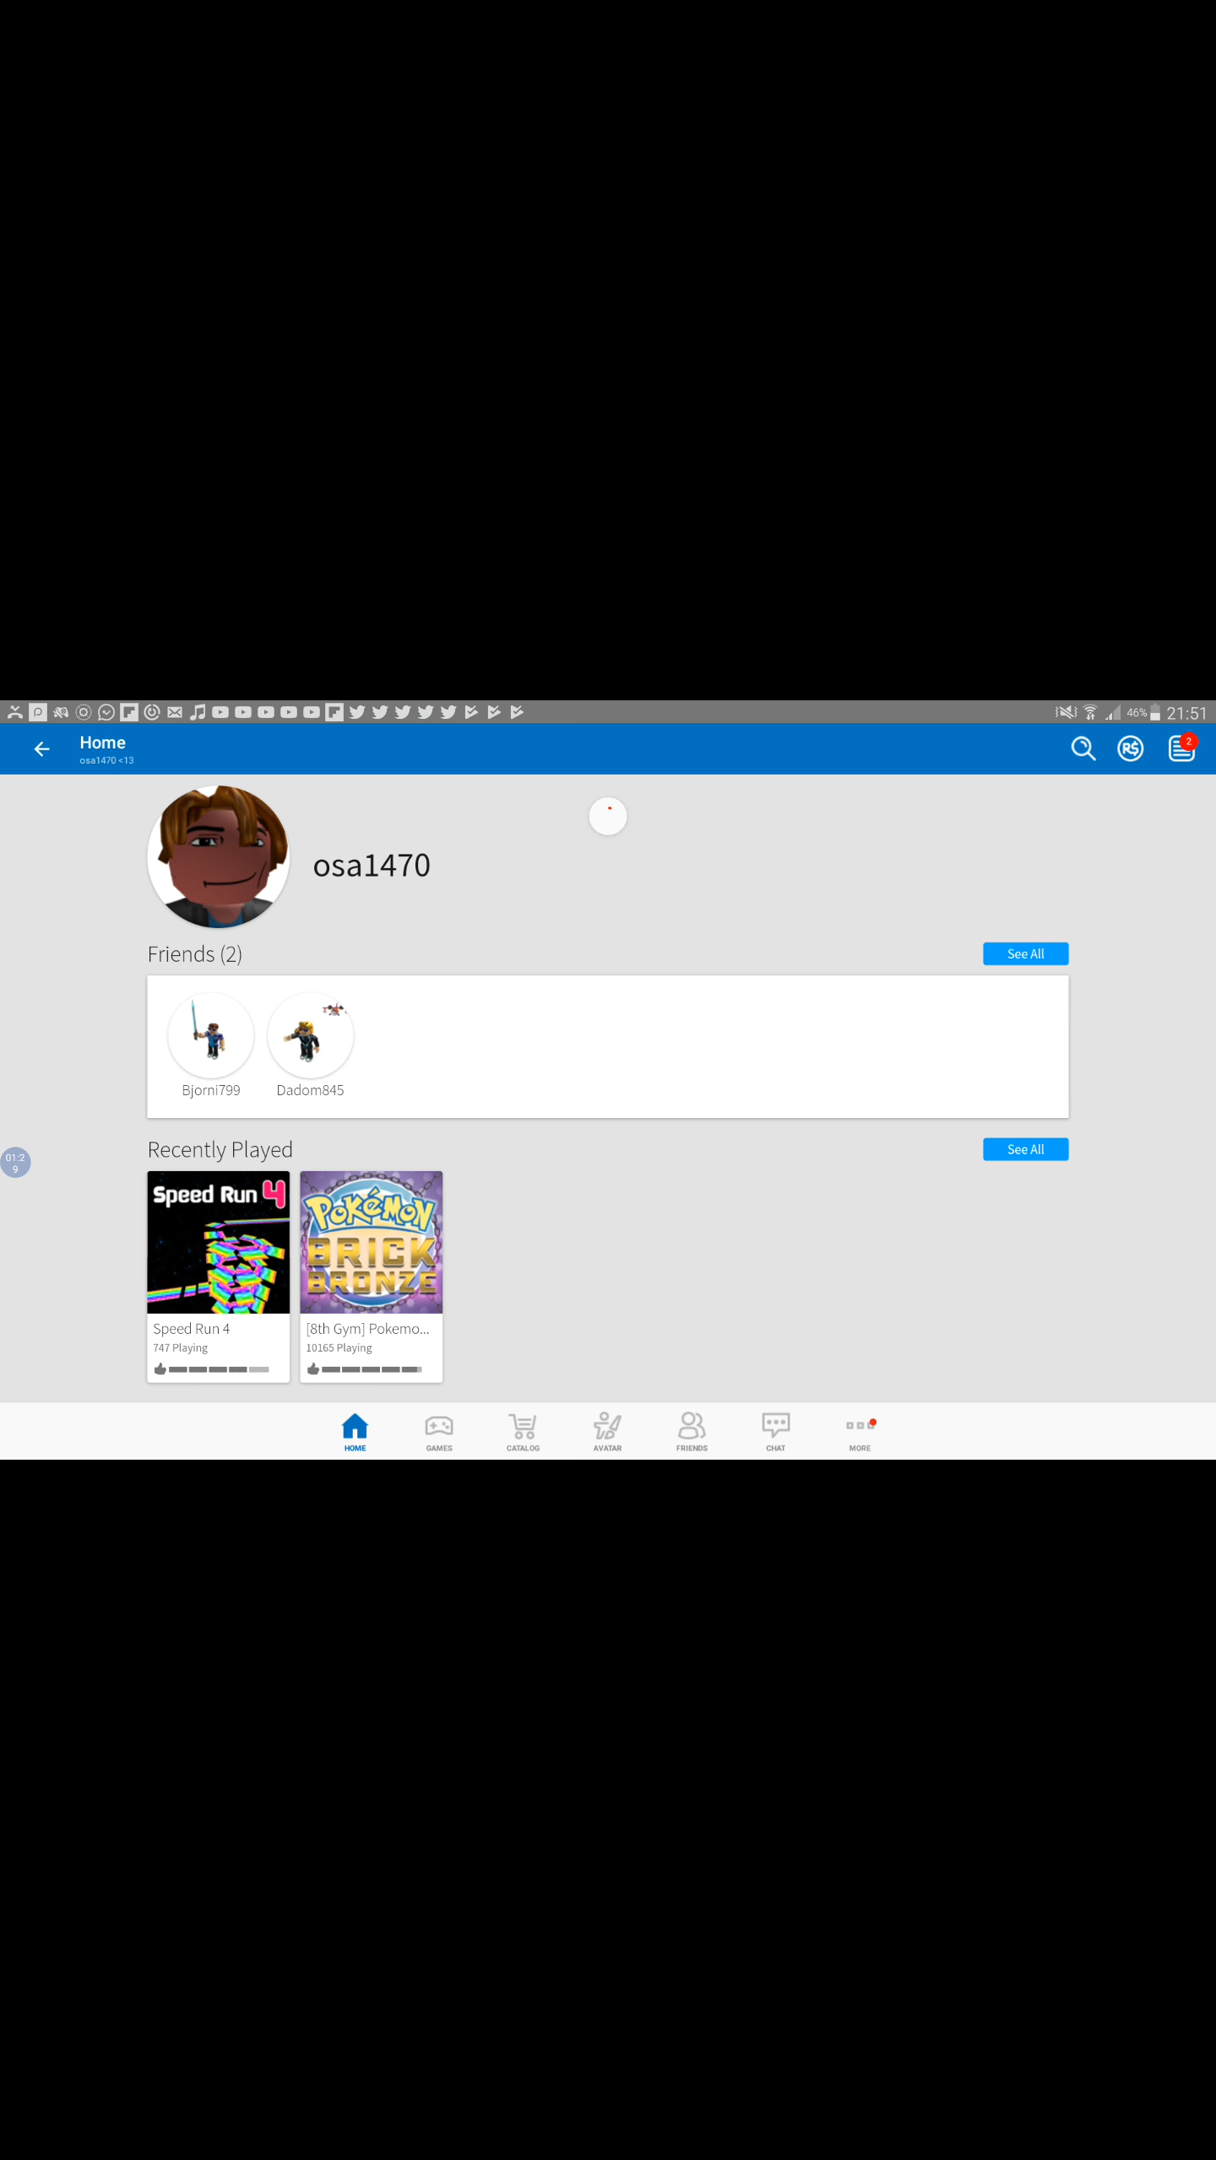 46% 21:51
Home
osa1470 <13
R$
2
osa1470
Friends (2)
See All
Bjorni799 Dadom845
01:2
9
Recently Played
See All
Speed Run 4
POKÉMON
BRICK
BRONZE
Speed Run 4
747 Playing
[8th Gym] Pokemo...
10165 Playing
HOME GAMES CATALOG AVATAR FRIENDS CHAT MORE